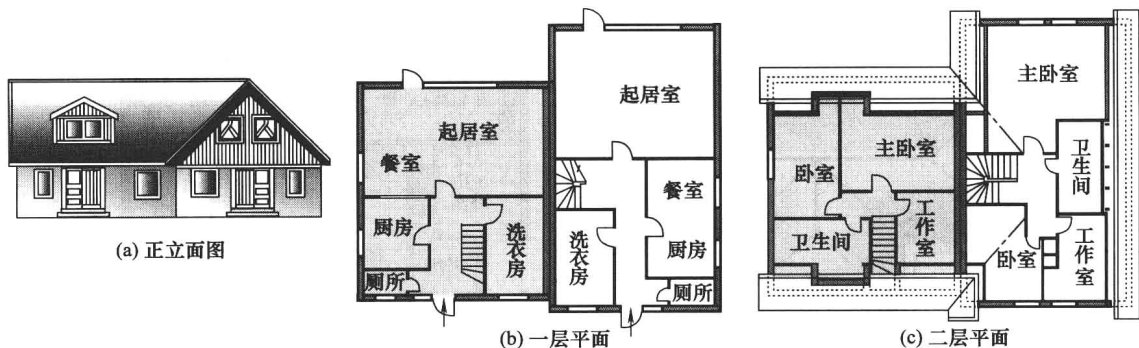 (a) 正立面图
起居室
餐室
厨房
厕所
洗衣房
起居室
餐室
厨房
洗衣房
厕所
(b) 一层平面
卧室
主卧室
卫生间
工作室
主卧室
卫生间
卧室
工作室
(c) 二层平面